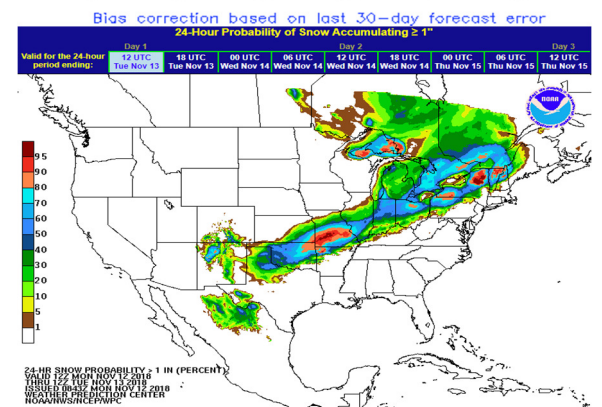 Bias correction based on last 30-day forecast error
24-Hour Probability of Snow Accumulating ≥ 1"
Day 1 Day 2 Day 3
Valid for the 24-hour period ending:
12 UTC Tue Nov 13
18 UTC Tue Nov 13
00 UTC Wed Nov 14
06 UTC Wed Nov 14
12 UTC Wed Nov 14
18 UTC Wed Nov 14
00 UTC Thu Nov 15
06 UTC Thu Nov 15
12 UTC Thu Nov 15
NOAA
95
90
80
70
60
50
40
30
20
10
5
1
24-HR SNOW PROBABILITY > 1 IN (PERCENT)
VALID 12Z MON NOV 12 2018
THRU 12Z TUE NOV 13 2018
ISSUED 0843Z MON NOV 12 2018
WEATHER PREDICTION CENTER
NOAA/NWS/NCEP/WPC